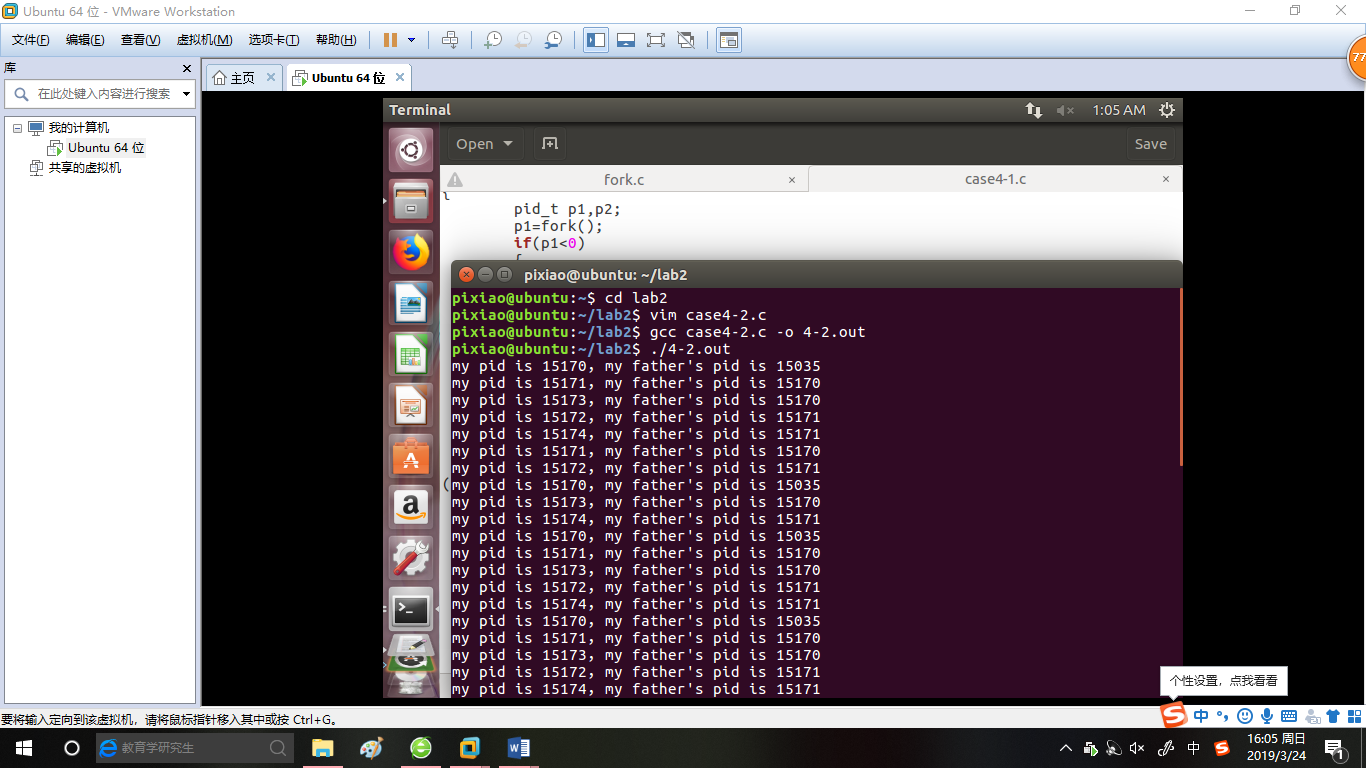 Ubuntu 64 位 - VMware Workstation
文件(F) 编辑(E) 查看(V) 虚拟机(M) 选项卡(T) 帮助(H)
库
在此处键入内容进行搜索
我的计算机
Ubuntu 64 位
共享的虚拟机
主页 Ubuntu 64 位
77
Terminal 1:05 AM
Open Save
fork.c case4-1.c
{
pid_t p1,p2;
p1=fork();
if(p1<0)
pixiao@ubuntu: ~/lab2
pixiao@ubuntu:~$ cd lab2
pixiao@ubuntu:~/lab2$ vim case4-2.c
pixiao@ubuntu:~/lab2$ gcc case4-2.c -o 4-2.out
pixiao@ubuntu:~/lab2$ ./4-2.out
my pid is 15170, my father's pid is 15035
my pid is 15171, my father's pid is 15170
my pid is 15173, my father's pid is 15170
my pid is 15172, my father's pid is 15171
my pid is 15174, my father's pid is 15171
my pid is 15171, my father's pid is 15170
my pid is 15172, my father's pid is 15171
my pid is 15170, my father's pid is 15035
my pid is 15173, my father's pid is 15170
my pid is 15174, my father's pid is 15171
my pid is 15170, my father's pid is 15035
my pid is 15171, my father's pid is 15170
my pid is 15173, my father's pid is 15170
my pid is 15172, my father's pid is 15171
my pid is 15174, my father's pid is 15171
my pid is 15170, my father's pid is 15035
my pid is 15171, my father's pid is 15170
my pid is 15173, my father's pid is 15170
my pid is 15172, my father's pid is 15171
my pid is 15174, my father's pid is 15171
个性设置，点我看看
要将输入定向到该虚拟机，请将鼠标指针移入其中或按 Ctrl+G。
中
教育学研究生
中
16:05 周日
2019/3/24
1